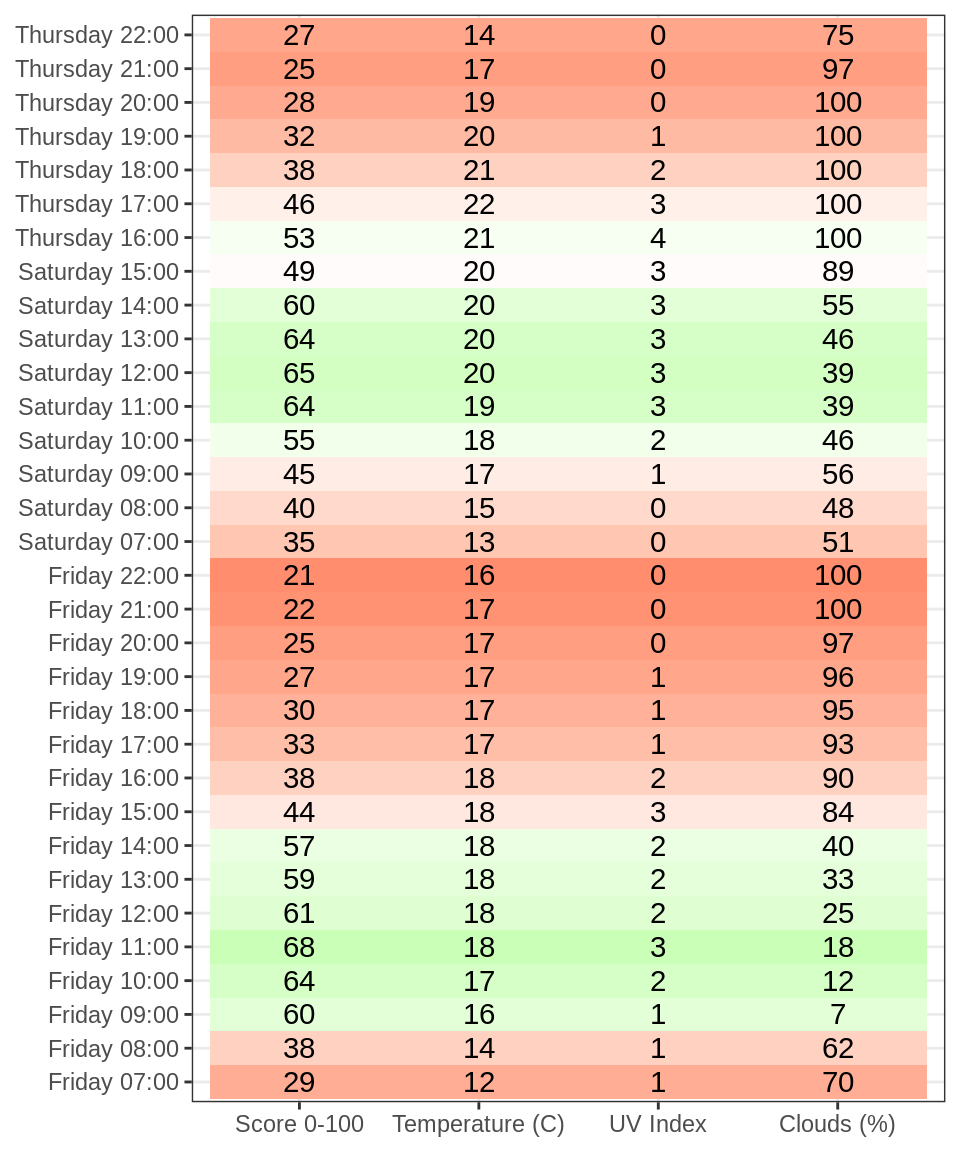 Thursday 22:00 27 14 0 75
Thursday 21:00 25 17 0 97
Thursday 20:00 28 19 0 100
Thursday 19:00 32 20 1 100
Thursday 18:00 38 21 2 100
Thursday 17:00 46 22 3 100
Thursday 16:00 53 21 4 100
Saturday 15:00 49 20 3 89
Saturday 14:00 60 20 3 55
Saturday 13:00 64 20 3 46
Saturday 12:00 65 20 3 39
Saturday 11:00 64 19 3 39
Saturday 10:00 55 18 2 46
Saturday 09:00 45 17 1 56
Saturday 08:00 40 15 0 48
Saturday 07:00 35 13 0 51
Friday 22:00 21 16 0 100
Friday 21:00 22 17 0 100
Friday 20:00 25 17 0 97
Friday 19:00 27 17 1 96
Friday 18:00 30 17 1 95
Friday 17:00 33 17 1 93
Friday 16:00 38 18 2 90
Friday 15:00 44 18 3 84
Friday 14:00 57 18 2 40
Friday 13:00 59 18 2 33
Friday 12:00 61 18 2 25
Friday 11:00 68 18 3 18
Friday 10:00 64 17 2 12
Friday 09:00 60 16 1 7
Friday 08:00 38 14 1 62
Friday 07:00 29 12 1 70
Score 0-100 Temperature (C) UV Index Clouds (%)